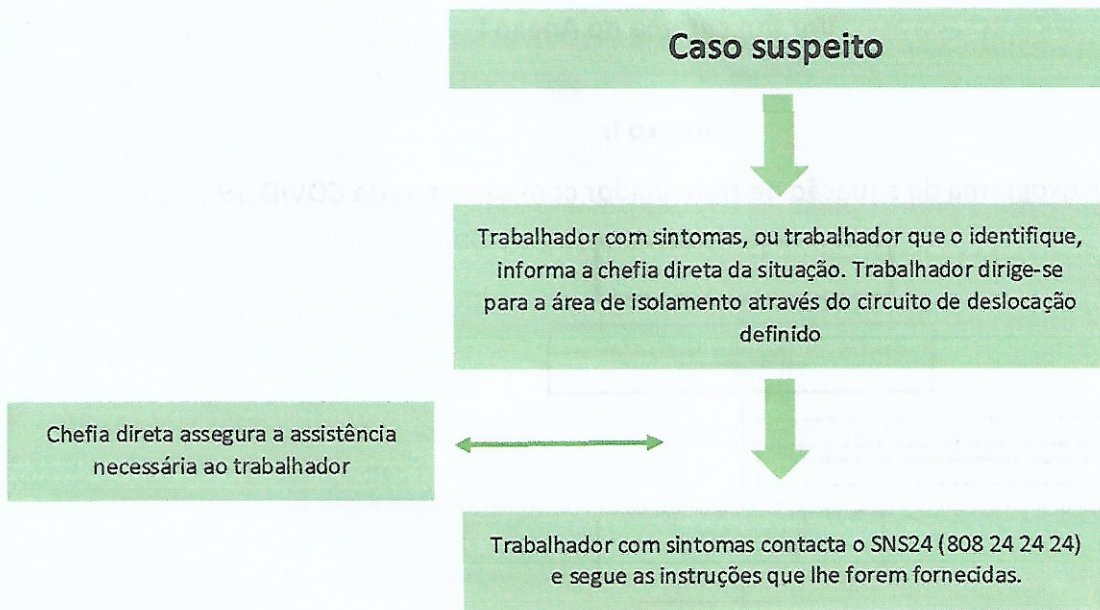 Caso suspeito
Trabalhador com sintomas, ou trabalhador que o identifique,
informa a chefia direta da situação. Trabalhador dirige-se
para a área de isolamento através do circuito de deslocação
definido
Chefia direta assegura a assistência
necessária ao trabalhador
Trabalhador com sintomas contacta o SNS24 (808 24 24 24)
e segue as instruções que lhe forem fornecidas.